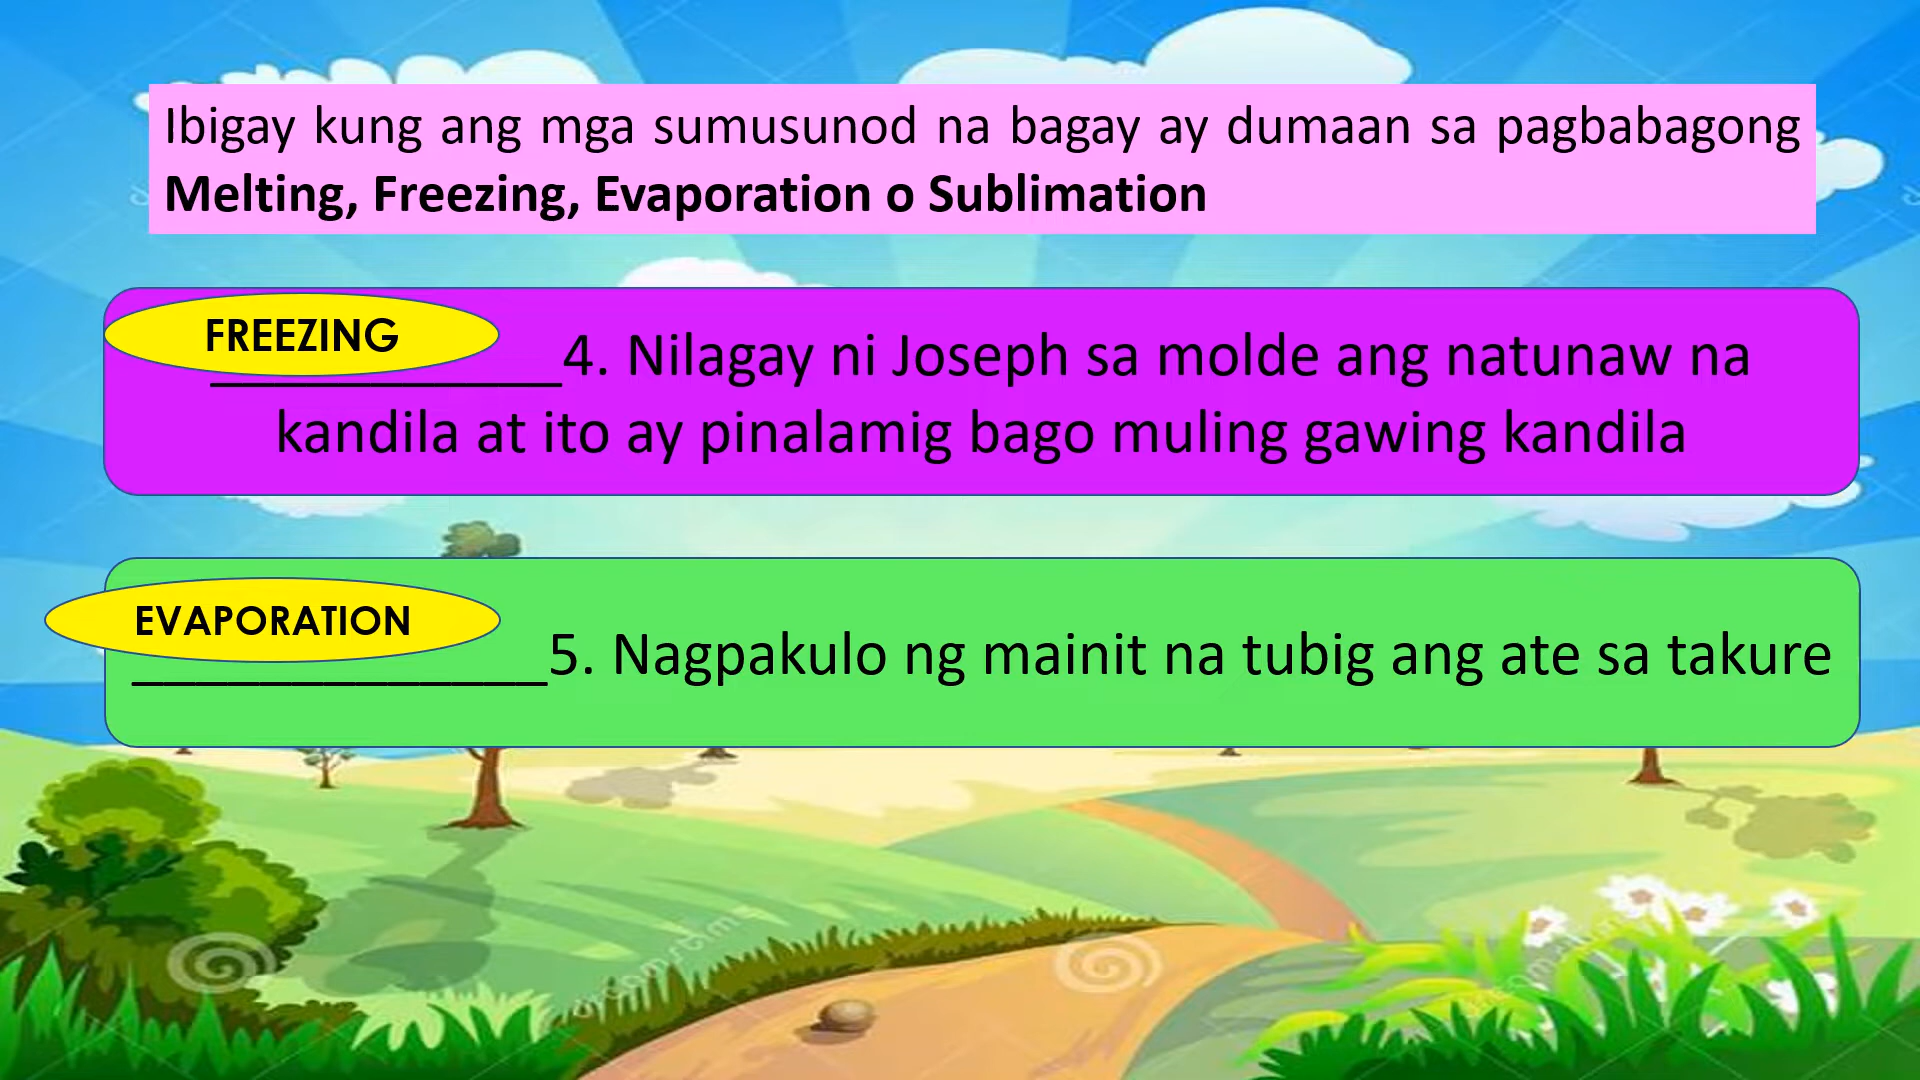 Ibigay kung ang mga sumusunod na bagay ay dumaan sa pagbabagong
Melting, Freezing, Evaporation o Sublimation
FREEZING
___________4. Nilagay ni Joseph sa molde ang natunaw na
kandila at ito ay pinalamig bago muling gawing kandila
EVAPORATION
_____________5. Nagpakulo ng mainit na tubig ang ate sa takure